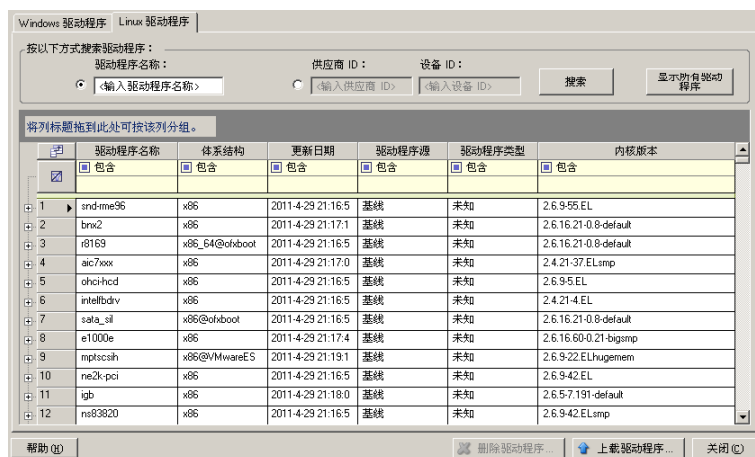 Windows 驱动程序 Linux 驱动程序
按以下方式搜索驱动程序：
驱动程序名称： 供应商 ID： 设备 ID：
<输入驱动程序名称> <输入供应商 ID> <输入设备 ID> 搜索 显示所有驱动程序
将列标题拖到此处可按该列分组。
驱动程序名称 体系结构 更新日期 驱动程序源 驱动程序类型 内核版本
包含 包含 包含 包含 包含 包含
1 snd-rme96 x86 2011-4-29 21:16:5 基线 未知 2.6.9-55.EL
2 bnx2 x86 2011-4-29 21:17:1 基线 未知 2.6.16.21-0.8-default
3 r8169 x86_64@ofxboot 2011-4-29 21:16:5 基线 未知 2.6.16.21-0.8-default
4 aic7xxx x86 2011-4-29 21:17:0 基线 未知 2.4.21-37.ELsmp
5 ohci-hcd x86 2011-4-29 21:16:5 基线 未知 2.6.9-5.EL
6 intelfbdrv x86 2011-4-29 21:16:5 基线 未知 2.4.21-4.EL
7 sata_sil x86@ofxboot 2011-4-29 21:16:5 基线 未知 2.6.16.21-0.8-default
8 e1000e x86 2011-4-29 21:17:4 基线 未知 2.6.16.60-0.21-bigsmp
9 mptscsih x86@VMwareES 2011-4-29 21:19:1 基线 未知 2.6.9-22.ELhugemem
10 ne2k-pci x86 2011-4-29 21:16:5 基线 未知 2.6.9-42.EL
11 igb x86 2011-4-29 21:18:0 基线 未知 2.6.5-7.191-default
12 ns83820 x86 2011-4-29 21:16:5 基线 未知 2.6.9-42.ELsmp
帮助(H) 删除驱动程序... 上载驱动程序... 关闭(C)